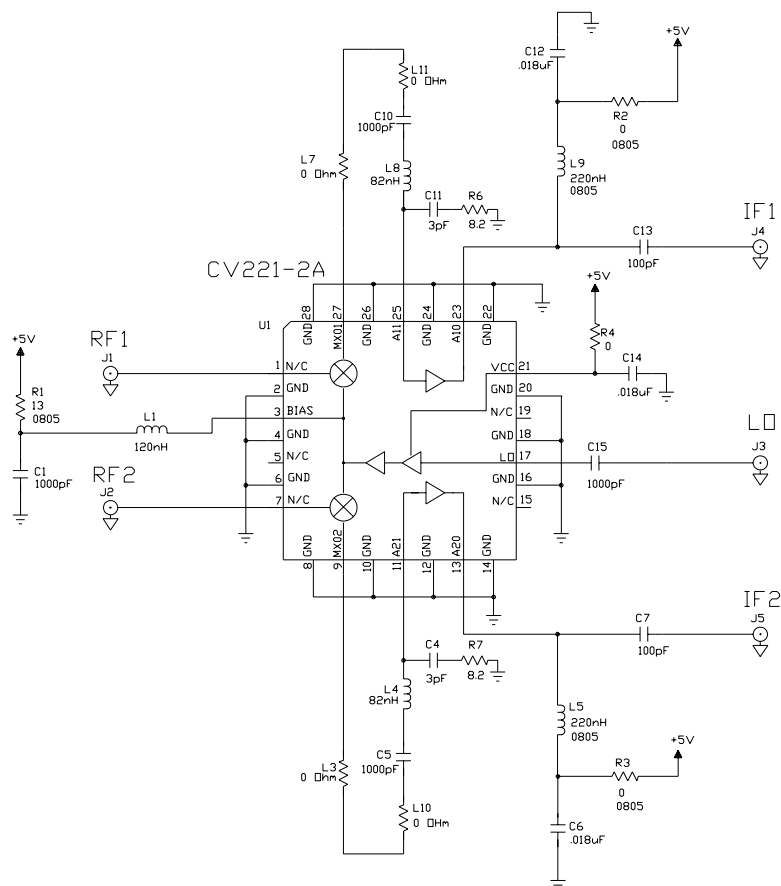 C12
.018uF
+5V
L11
0 OHm
R2
0
0805
C10
1000pF
L7
0 Ohm
L8
82nH
L9
220nH
0805
C11
3pF
R6
8.2
IF1
J4
C13
100pF
CV221-2A
+5V
R4
0
U1
GND 28
MXO1 27
GND 26
A11 25
GND 24
A1O 23
GND 22
+5V
RF1
J1
1 N/C
2 GND
3 BIAS
4 GND
5 N/C
6 GND
7 N/C
VCC 21
GND 20
N/C 19
GND 18
LO 17
GND 16
N/C 15
C14
.018uF
R1
13
0805
L1
120nH
C1
1000pF
RF2
J2
C15
1000pF
LO
J3
8 GND
9 MXO2
10 GND
11 A21
12 GND
13 A2O
14 GND
IF2
J5
C7
100pF
C4
3pF
R7
8.2
L4
82nH
L5
220nH
0805
+5V
C5
1000pF
L3
0 Ohm
R3
0
0805
L10
0 OHm
C6
.018uF